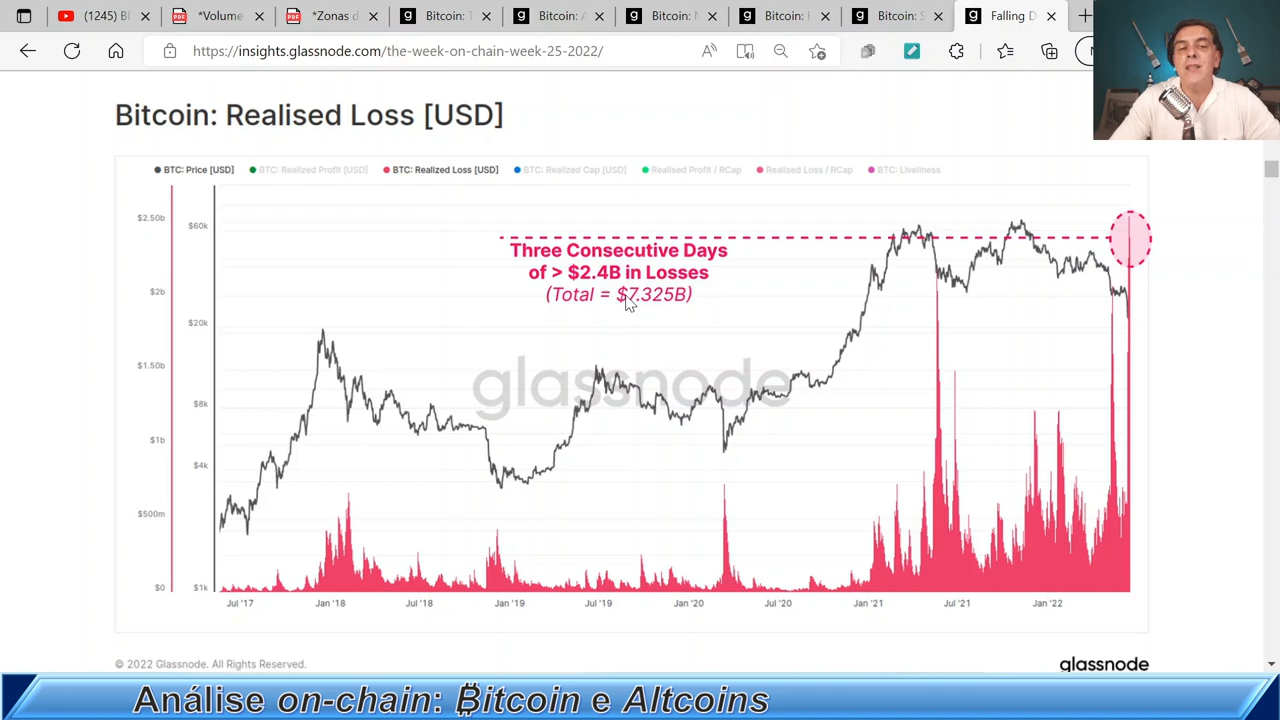 (1245) B
*Volume
*Zonas d
Bitcoin: T
Bitcoin: A
Bitcoin: N
Bitcoin: F
Bitcoin: S
Falling D
https://insights.glassnode.com/the-week-on-chain-week-25-2022/
Bitcoin: Realised Loss [USD]
BTC: Price [USD] BTC: Realized Profit [USD] BTC: Realized Loss [USD] BTC: Realized Cap [USD] Realised Profit / RCap Realised Loss / RCap BTC: Liveliness
$2.50b
$2b
$1.50b
$1b
$500m
$0
$60k
$20k
$8k
$4k
$1k
Three Consecutive Days
of > $2.4B in Losses
(Total = $7.325B)
glassnode
Jul '17 Jan '18 Jul '18 Jan '19 Jul '19 Jan '20 Jul '20 Jan '21 Jul '21 Jan '22
© 2022 Glassnode. All Rights Reserved.
glassnode
Análise on-chain: ₿itcoin e Altcoins